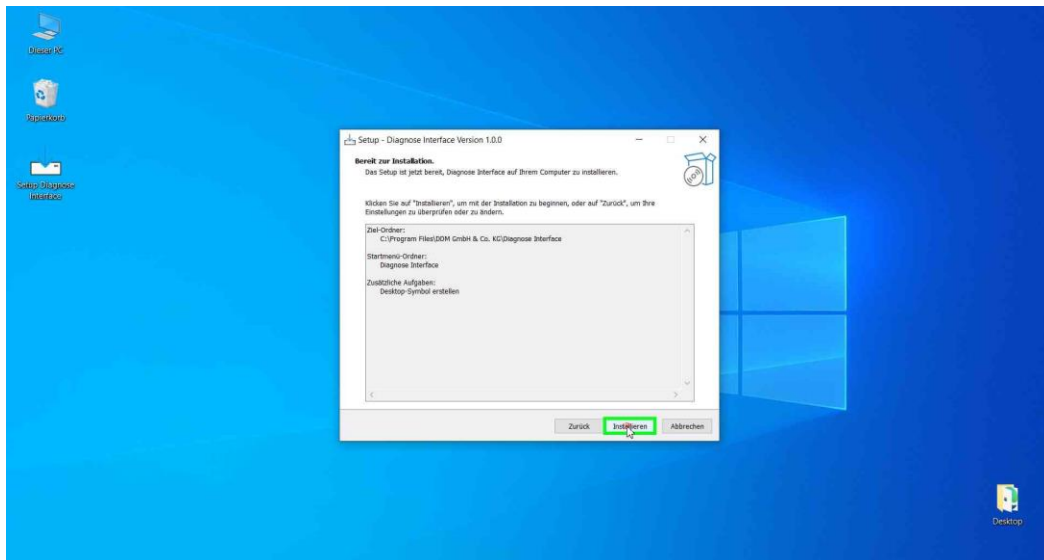 Dieser PC
Papierkorb
Setup Diagnose
Interface
Setup - Diagnose Interface Version 1.0.0
Bereit zur Installation.
Das Setup ist jetzt bereit, Diagnose Interface auf Ihrem Computer zu installieren.
Klicken Sie auf "Installieren", um mit der Installation zu beginnen, oder auf "Zurück", um Ihre
Einstellungen zu überprüfen oder zu ändern.
Ziel-Ordner:
C:\Program Files\DDM GmbH & Co. KG\Diagnose Interface
Startmenü-Ordner:
Diagnose Interface
Zusätzliche Aufgaben:
Desktop-Symbol erstellen
Zurück
Installieren
Abbrechen
Desktop